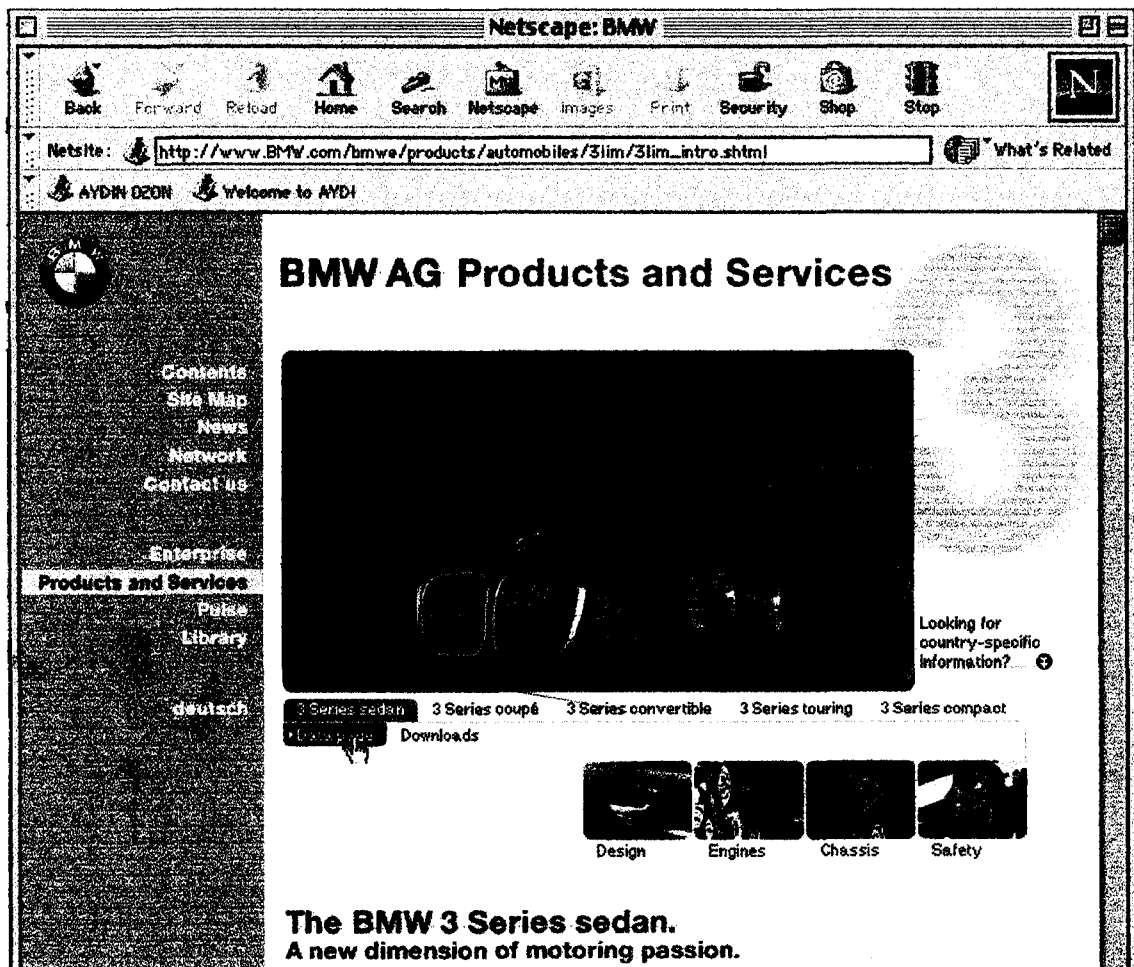 Netscape: BMW
Back Forward Reload Home Search Netscape Images Print Security Shop Stop
N
Netsite: http://www.BMW.com/bmwe/products/automobiles/3lim/3lim_intro.shtml What's Related
AYDIN OZON Welcome to AYDI
BMW
BMW AG Products and Services
Contents
Site Map
News
Network
Contact us
Enterprise
Products and Services
Pulse
Library
deutsch
Looking for
country-specific
information?
3 Series sedan 3 Series coupé 3 Series convertible 3 Series touring 3 Series compact
Downloads
Design Engines Chassis Safety
The BMW 3 Series sedan.
A new dimension of motoring passion.